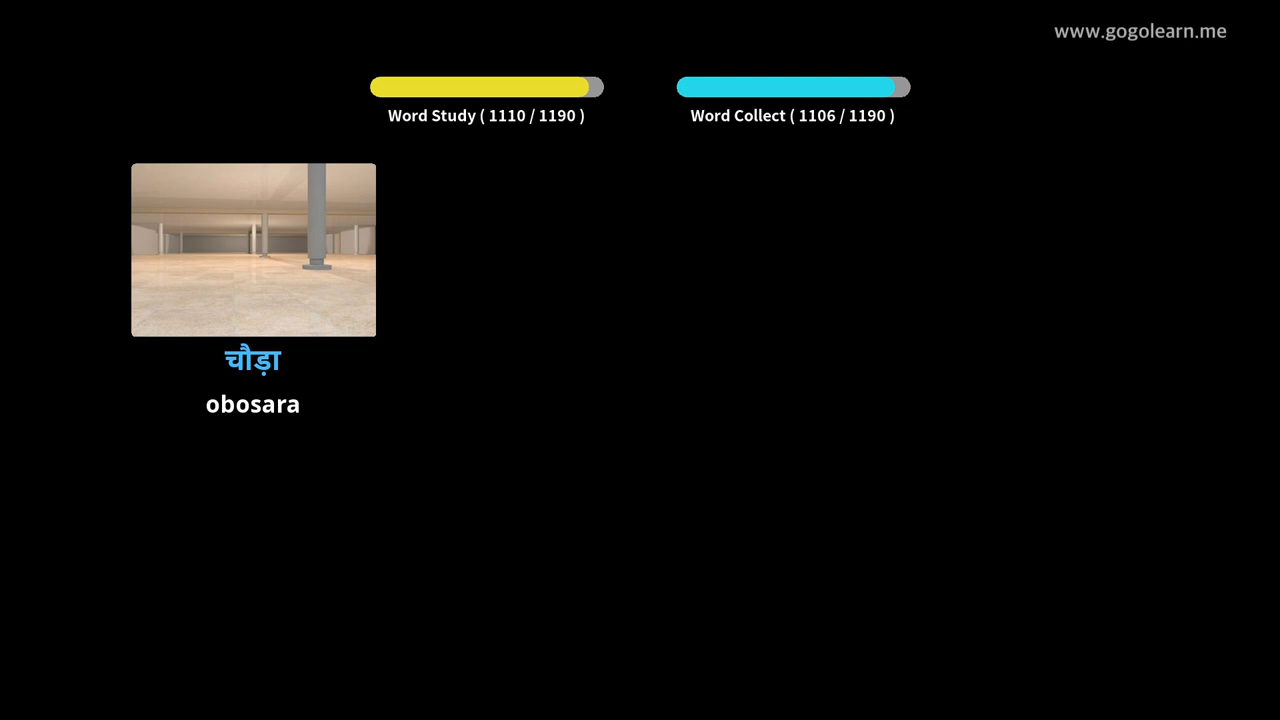 www.gogolearn.me
Word Study ( 1110 / 1190 )
Word Collect ( 1106 / 1190 )
चौड़ा
obosara